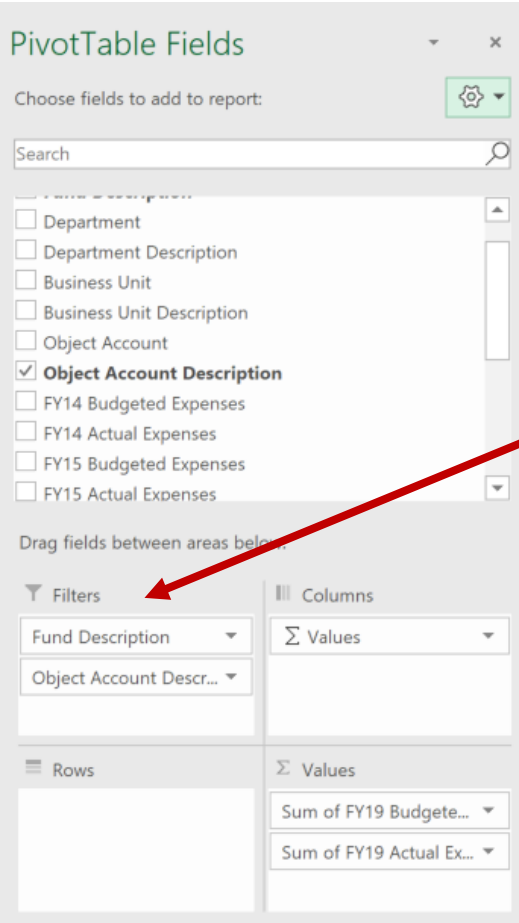 PivotTable Fields
Choose fields to add to report:
Search
Fund Description
Department
Department Description
Business Unit
Business Unit Description
Object Account
Object Account Description
FY14 Budgeted Expenses
FY14 Actual Expenses
FY15 Budgeted Expenses
FY15 Actual Expenses
Drag fields between areas below:
Filters
Columns
Fund Description
Σ Values
Object Account Descr...
Rows
Σ Values
Sum of FY19 Budgete...
Sum of FY19 Actual Ex...